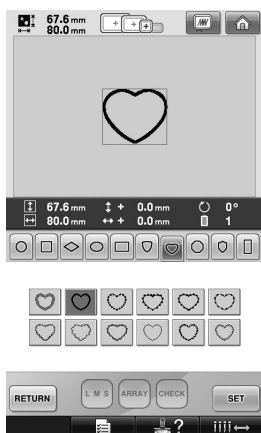 67.6 mm
80.0 mm
67.6 mm + 0.0 mm 0°
80.0 mm + 0.0 mm 1
RETURN L M S ARRAY CHECK SET
?